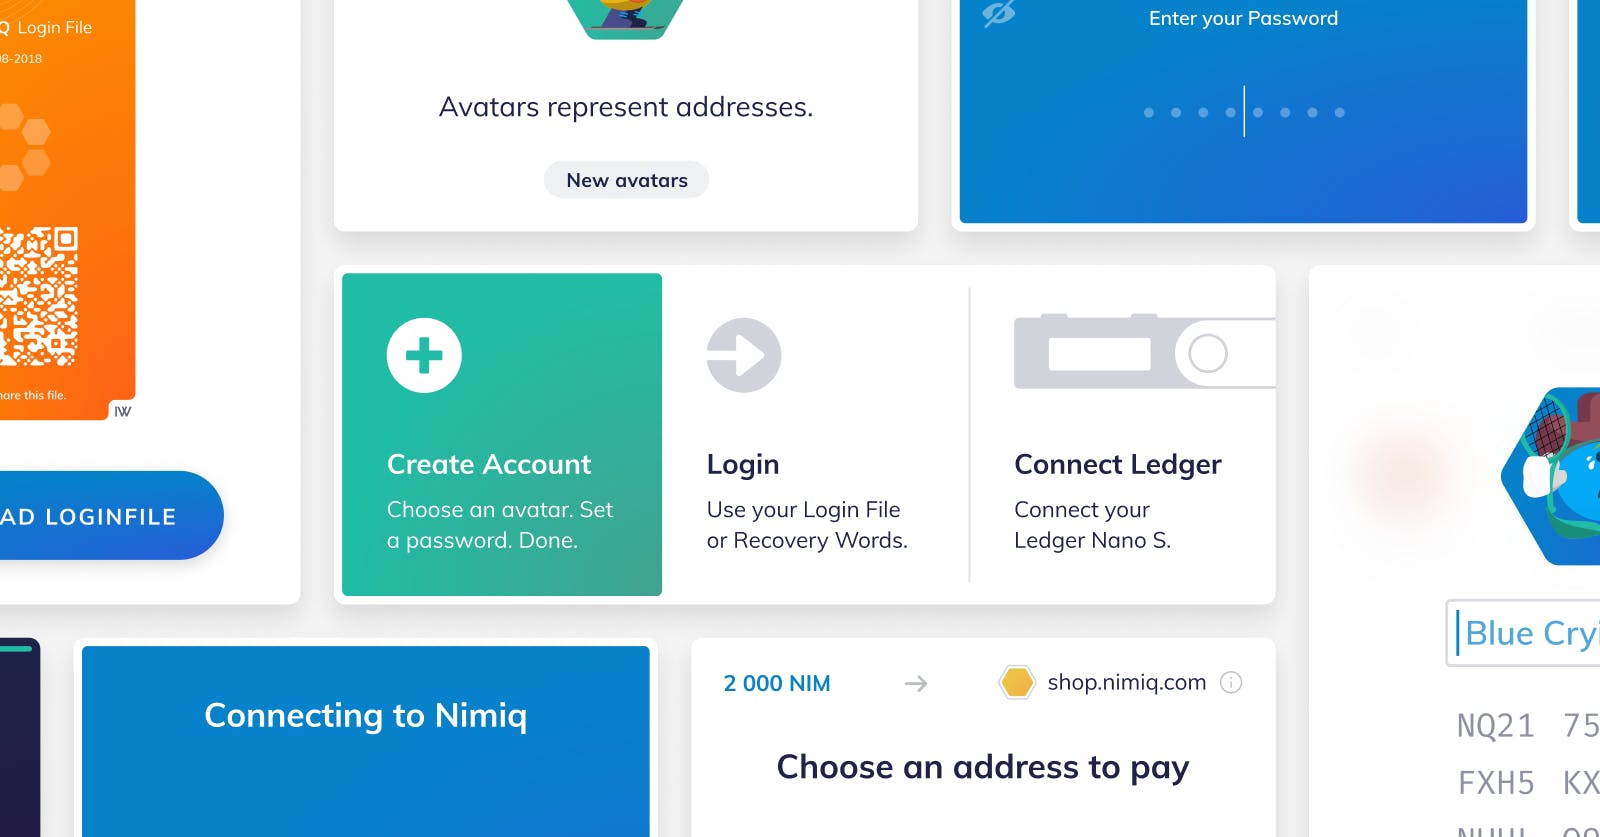 Q Login File
08-2018
hare this file.
IW
AD LOGINFILE
Avatars represent addresses.
New avatars
Enter your Password
Create Account
Choose an avatar. Set
a password. Done.
Login
Use your Login File
or Recovery Words.
Connect Ledger
Connect your
Ledger Nano S.
Blue Cryi
NQ21 75
FXH5 KX
Connecting to Nimiq
2 000 NIM
shop.nimiq.com
Choose an address to pay